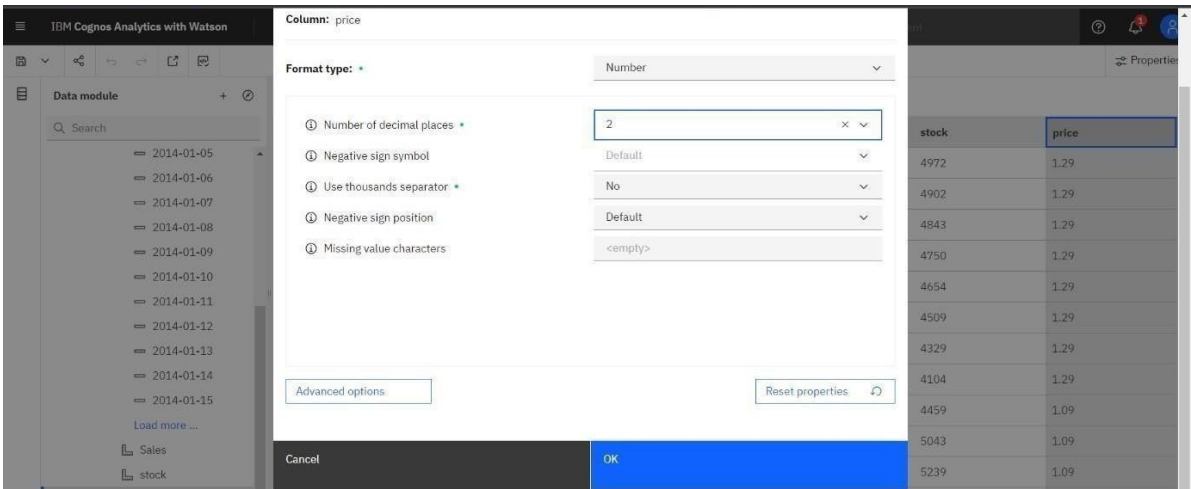 IBM Cognos Analytics with Watson
1
Properties
Data module
Search
2014-01-05
2014-01-06
2014-01-07
2014-01-08
2014-01-09
2014-01-10
2014-01-11
2014-01-12
2014-01-13
2014-01-14
2014-01-15
Load more ...
Sales
stock
Column: price
Format type:
Number
Number of decimal places
2
Negative sign symbol
Default
Use thousands separator
No
Negative sign position
Default
Missing value characters
<empty>
Advanced options
Reset properties
Cancel
OK
stock price
4972 1.29
4902 1.29
4843 1.29
4750 1.29
4654 1.29
4509 1.29
4329 1.29
4104 1.29
4459 1.09
5043 1.09
5239 1.09